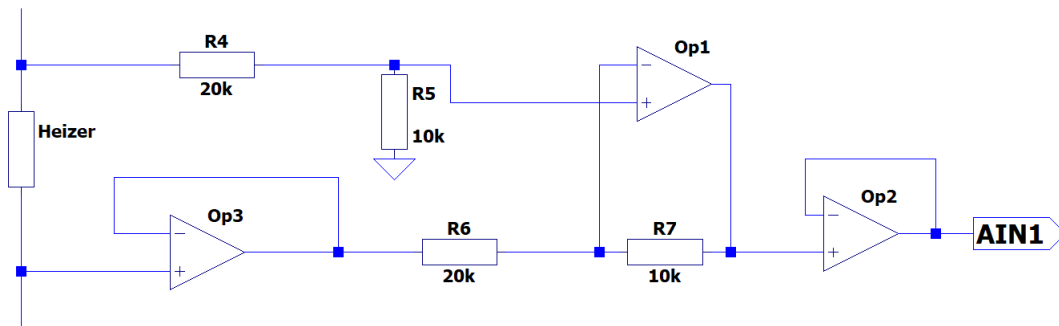 R4
20k
Op1
−
+
R5
10k
Heizer
Op3
−
+
R6
20k
R7
10k
Op2
−
+
AIN1